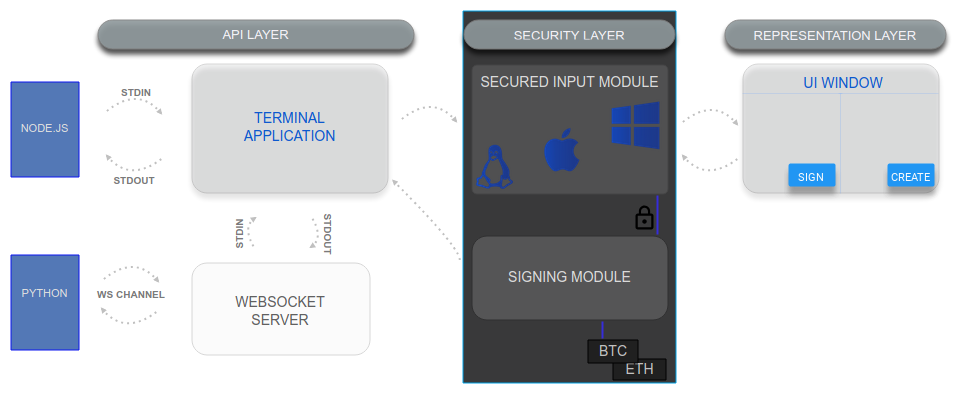 API LAYER
SECURITY LAYER
REPRESENTATION LAYER
NODE.JS
STDIN
STDOUT
TERMINAL
APPLICATION
SECURED INPUT MODULE
UI WINDOW
SIGN
CREATE
STDIN
STDOUT
PYTHON
WS CHANNEL
WEBSOCKET
SERVER
SIGNING MODULE
BTC
ETH